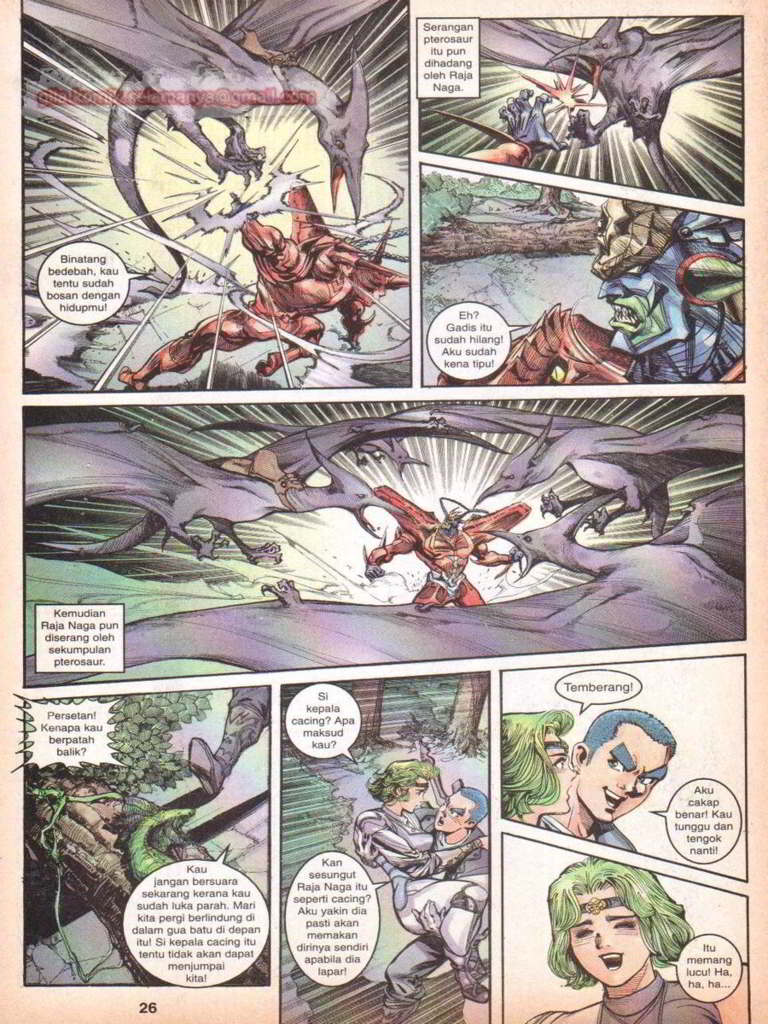 Binatang
bedebah, kau
tentu sudah
bosan dengan
hidupmu!
Serangan
pterosaur
itu pun
dihadang
oleh Raja
Naga.
Eh?
Gadis itu
sudah hilang!
Aku sudah
kena tipu!
Kemudian
Raja Naga pun
diserang oleh
sekumpulan
pterosaur.
Persetan!
Kenapa kau
berpatah
balik?
Kau
jangan bersuara
sekarang kerana kau
sudah luka parah. Mari
kita pergi berlindung di
dalam gua batu di depan
itu! Si kepala cacing itu
tentu tidak akan dapat
menjumpai
kita!
Si
kepala
cacing? Apa
maksud
kau?
Kan
sesungut
Raja Naga itu
seperti cacing?
Aku yakin dia
pasti akan
memakan
dirinya sendiri
apabila dia
lapar!
Temberang!
Aku
cakap
benar! Kau
tunggu dan
tengok
nanti!
Itu
memang
lucu! Ha,
ha, ha...
26